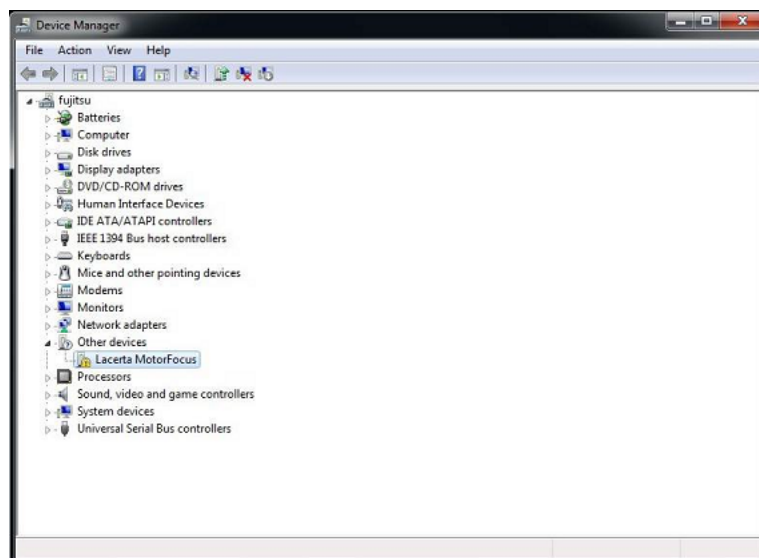 Device Manager
File Action View Help
fujitsu
Batteries
Computer
Disk drives
Display adapters
DVD/CD-ROM drives
Human Interface Devices
IDE ATA/ATAPI controllers
IEEE 1394 Bus host controllers
Keyboards
Mice and other pointing devices
Modems
Monitors
Network adapters
Other devices
Lacerta MotorFocus
Processors
Sound, video and game controllers
System devices
Universal Serial Bus controllers